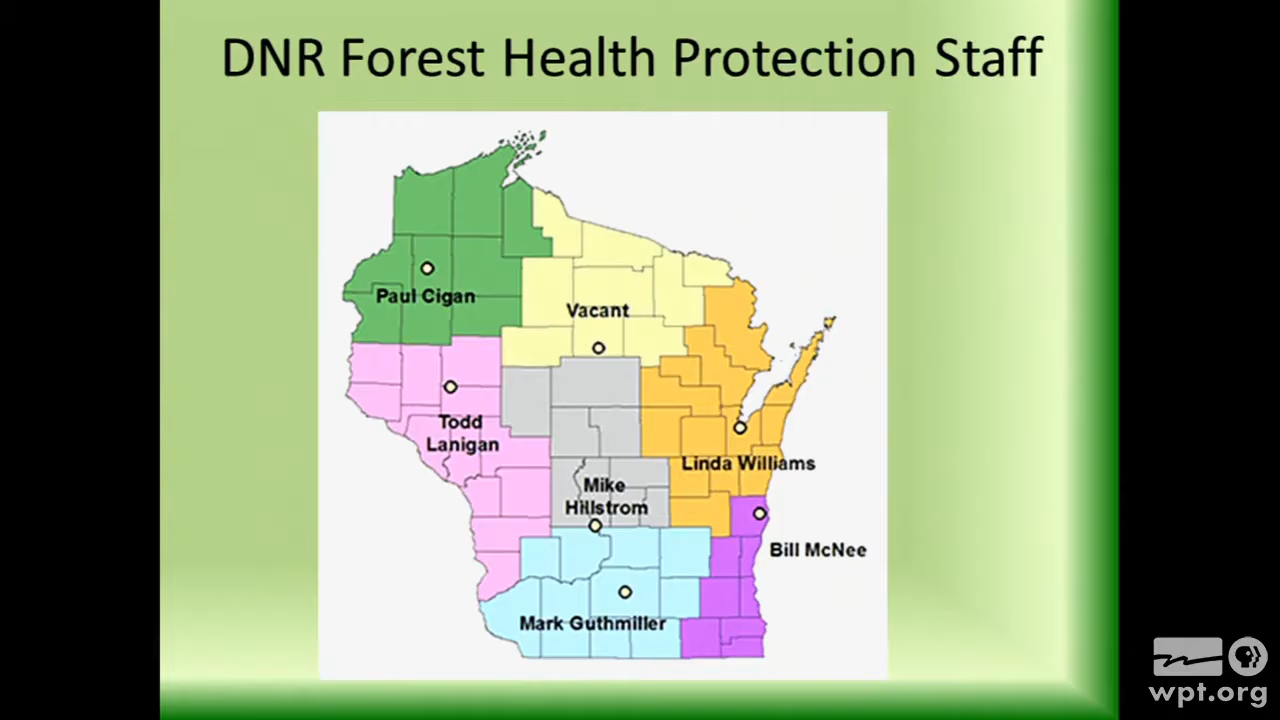 DNR Forest Health Protection Staff
Paul Cigan
Vacant
Todd
Lanigan
Linda Williams
Mike
Hillstrom
Bill McNee
Mark Guthmiller
wpt.org